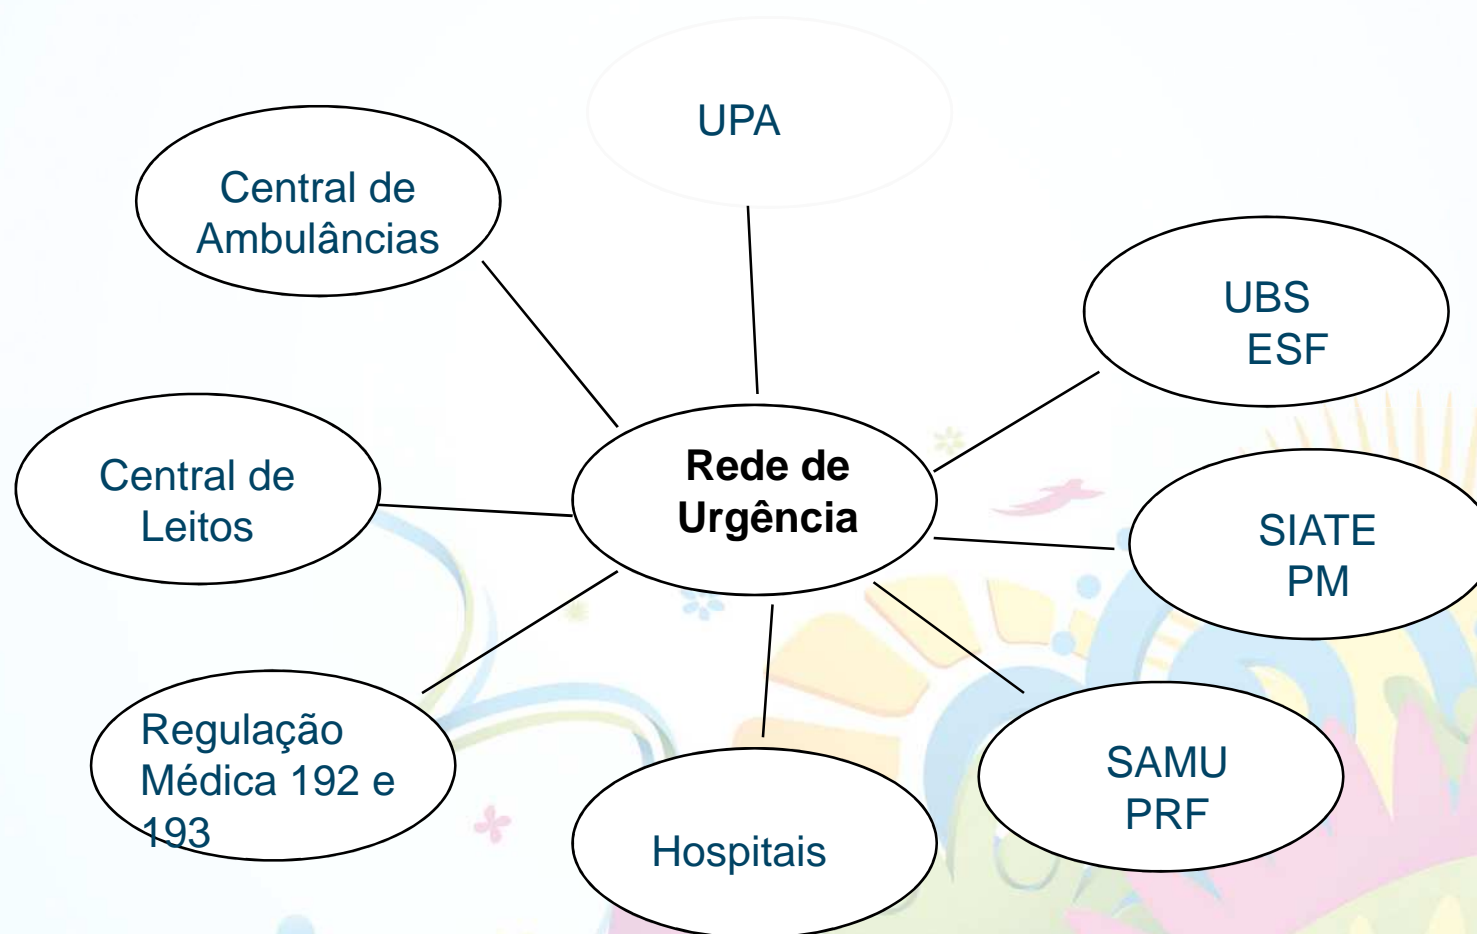 UPA
Central de
Ambulâncias
UBS
ESF
Rede de
Urgência
Central de
Leitos
SIATE
PM
Regulação
Médica 192 e
193
SAMU
PRF
Hospitais